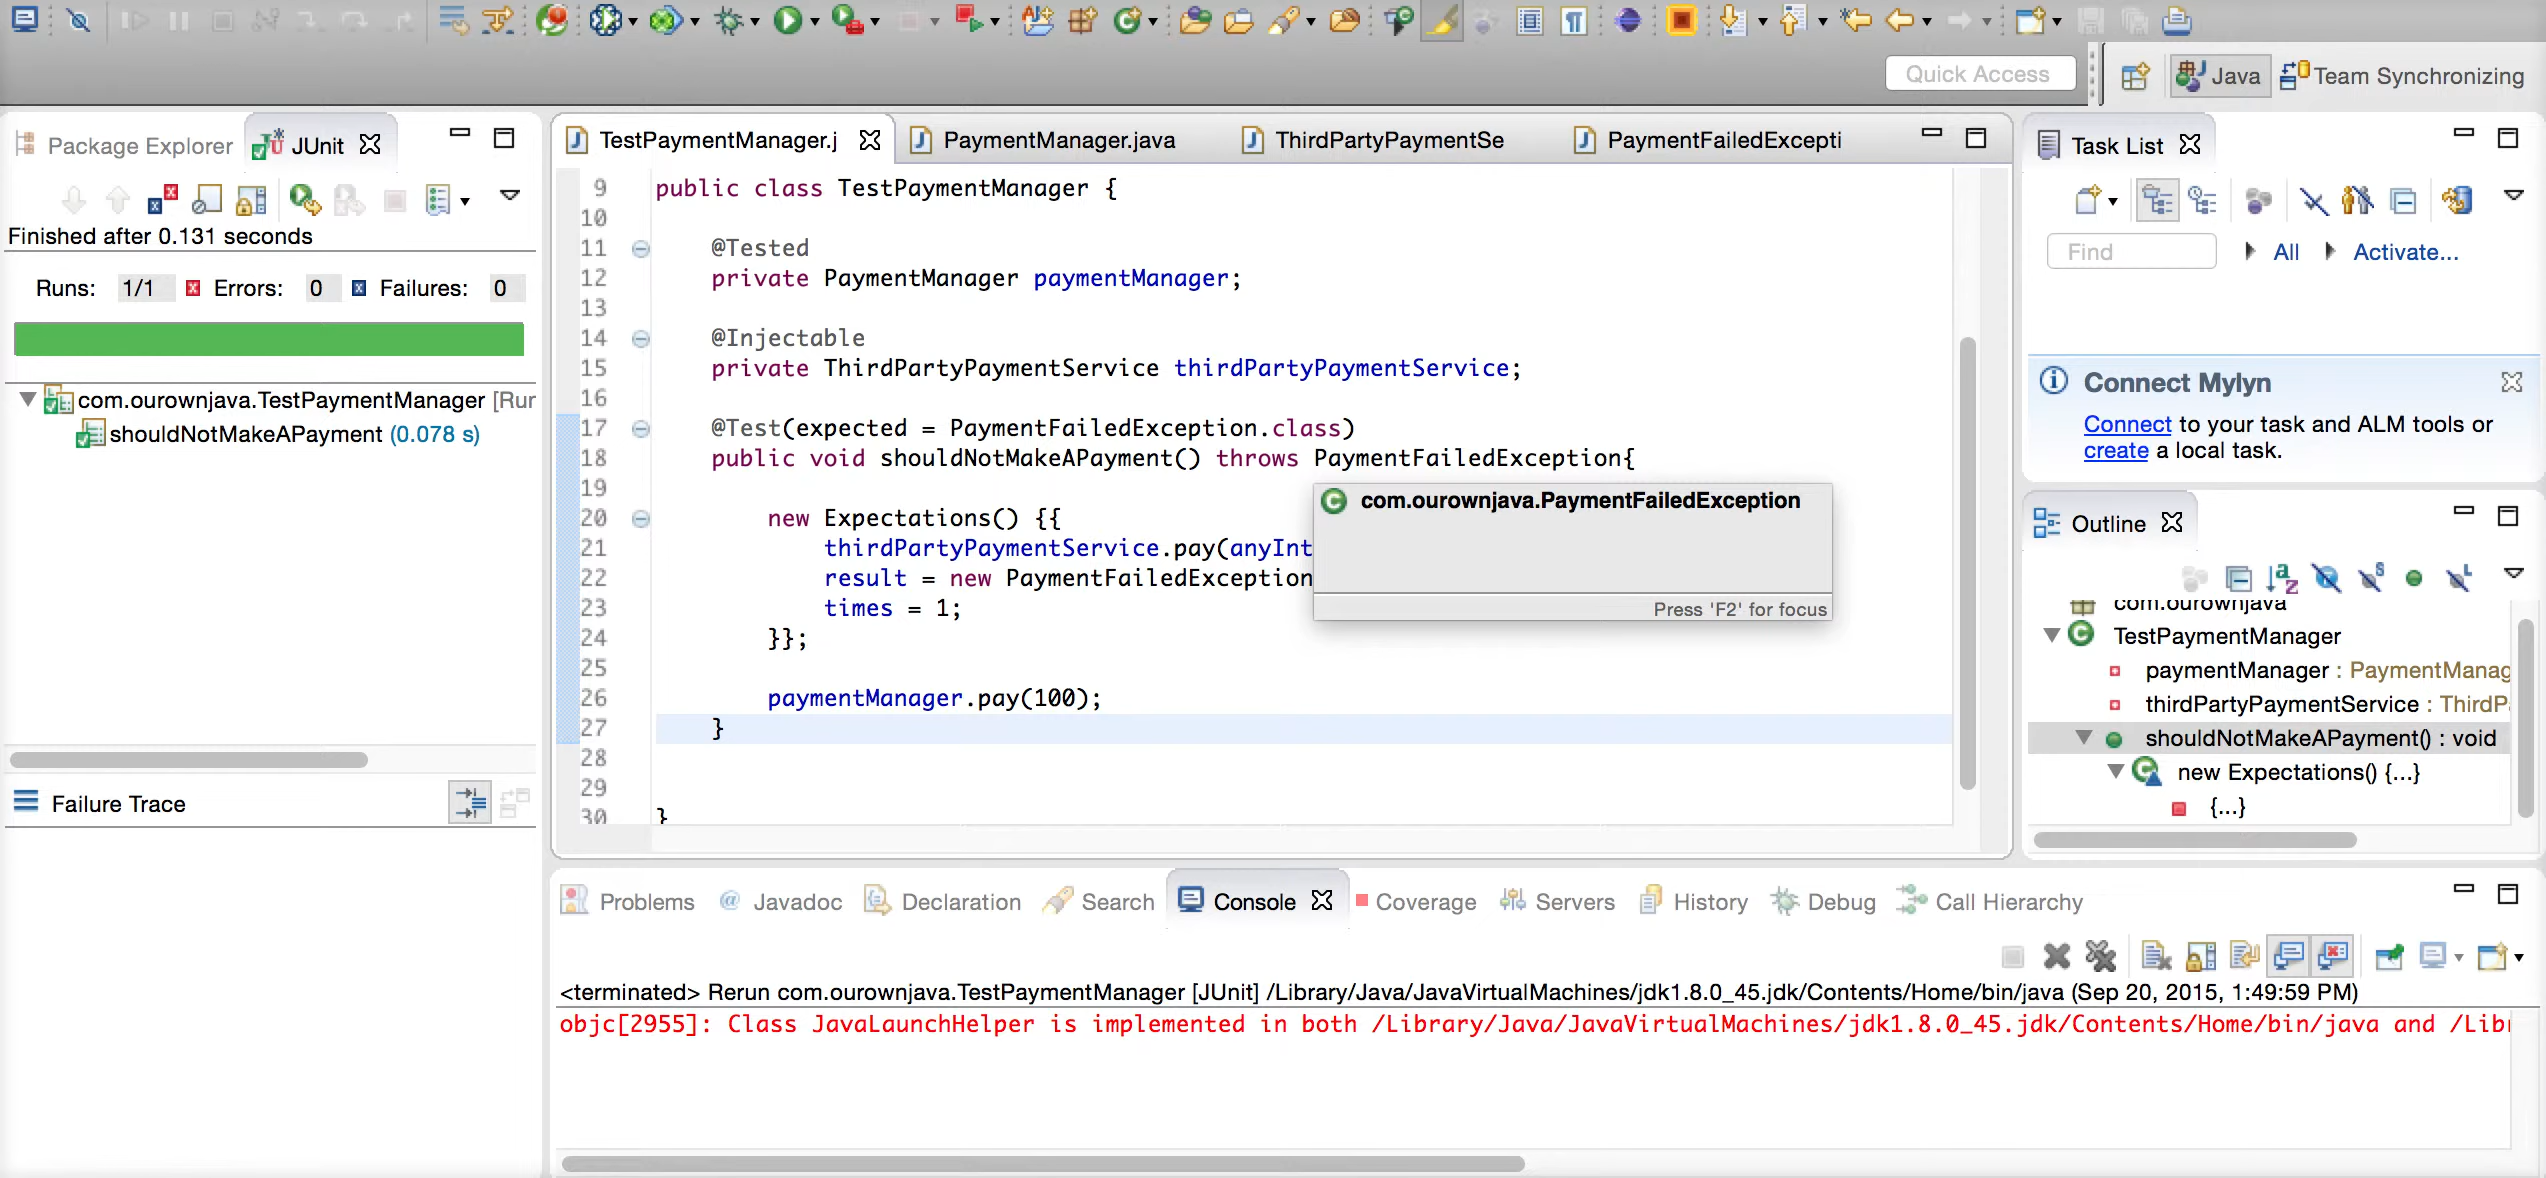 Quick Access
Java
Team Synchronizing
Package Explorer
JUnit
Finished after 0.131 seconds
Runs: 1/1 Errors: 0 Failures: 0
com.ourownjava.TestPaymentManager [Rur
shouldNotMakeAPayment (0.078 s)
Failure Trace
TestPaymentManager.j
PaymentManager.java
ThirdPartyPaymentSe
PaymentFailedExcepti
9 public class TestPaymentManager {
10
11 @Tested
12 private PaymentManager paymentManager;
13
14 @Injectable
15 private ThirdPartyPaymentService thirdPartyPaymentService;
16
17 @Test(expected = PaymentFailedException.class)
18 public void shouldNotMakeAPayment() throws PaymentFailedException{
19
20 new Expectations() {{
21 thirdPartyPaymentService.pay(anyInt
22 result = new PaymentFailedException
23 times = 1;
24 }};
25
26 paymentManager.pay(100);
27 }
28
29
30 }
com.ourownjava.PaymentFailedException
Press 'F2' for focus
Task List
Find
All
Activate...
Connect Mylyn
Connect to your task and ALM tools or
create a local task.
Outline
com.ourownjava
TestPaymentManager
paymentManager : PaymentManag
thirdPartyPaymentService : ThirdP
shouldNotMakeAPayment() : void
new Expectations() {...}
{...}
Problems
@ Javadoc
Declaration
Search
Console
Coverage
Servers
History
Debug
Call Hierarchy
<terminated> Rerun com.ourownjava.TestPaymentManager [JUnit] /Library/Java/JavaVirtualMachines/jdk1.8.0_45.jdk/Contents/Home/bin/java (Sep 20, 2015, 1:49:59 PM)
objc[2955]: Class JavaLaunchHelper is implemented in both /Library/Java/JavaVirtualMachines/jdk1.8.0_45.jdk/Contents/Home/bin/java and /Libr